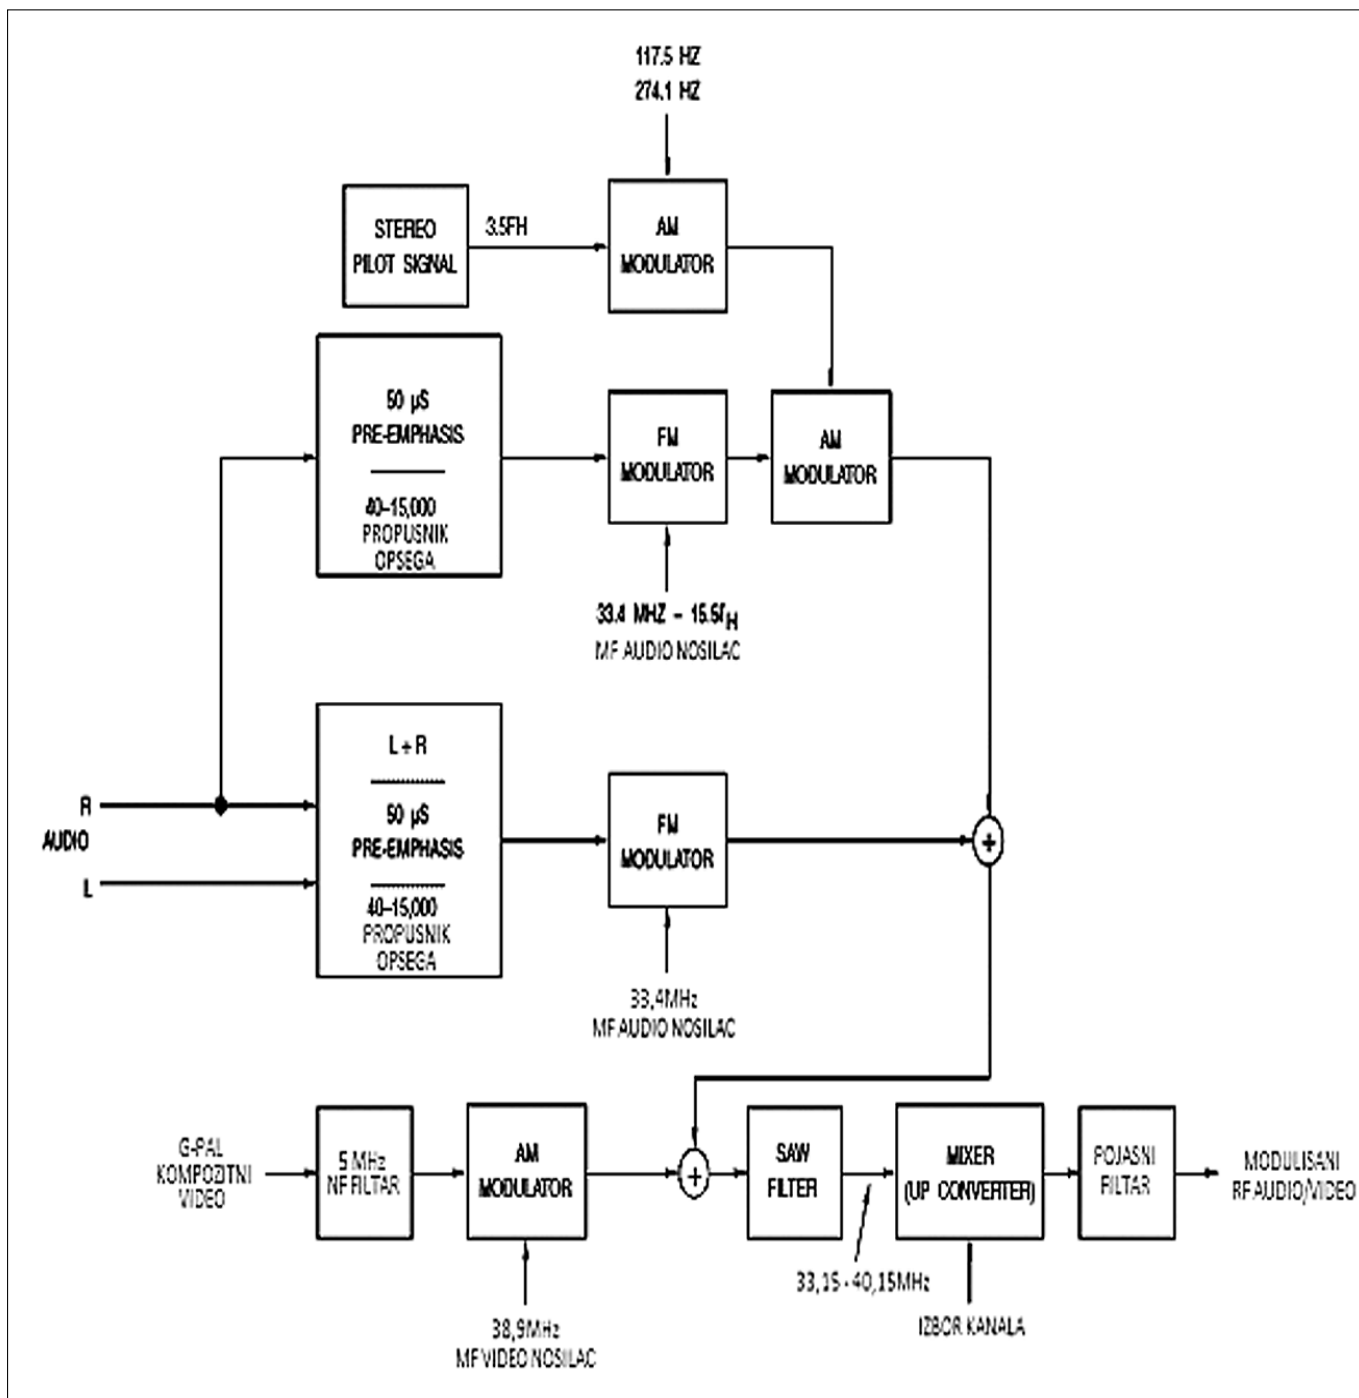 117.5 HZ
274.1 HZ
STEREO
PILOT SIGNAL
3.5FH
AM
MODULATOR
50 µS
PRE-EMPHASIS
40–15,000
PROPUSNIK
OPSEGA
FM
MODULATOR
AM
MODULATOR
33.4 MHZ – 15.5FH
MF AUDIO NOSILAC
L + R
50 µS
PRE-EMPHASIS
40–15,000
PROPUSNIK
OPSEGA
R
AUDIO
L
FM
MODULATOR
+
33,4MHz
MF AUDIO NOSILAC
G-PAL
KOMPOZITNI
VIDEO
5 MHz
NF FILTAR
AM
MODULATOR
+
SAW
FILTER
MIXER
(UP CONVERTER)
POJASNI
FILTAR
MODULISANI
RF AUDIO/VIDEO
33,15 - 40,15MHz
IZBOR KANALA
38,9MHz
MF VIDEO NOSILAC